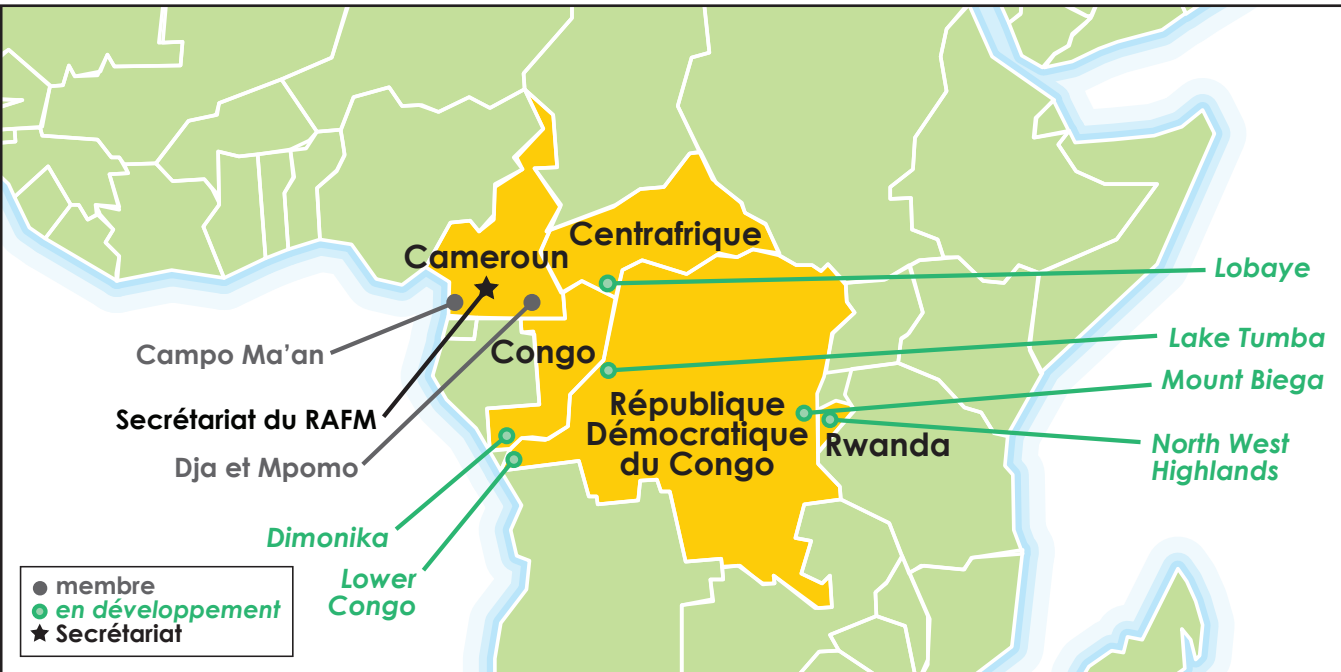 Centrafrique
Cameroun
Lobaye
Campo Ma’an
Congo
Lake Tumba
Mount Biega
Secrétariat du RAFM
République
Démocratique
du Congo
Rwanda
North West
Highlands
Dja et Mpomo
Dimonika
Lower
Congo
membre
en développement
Secrétariat